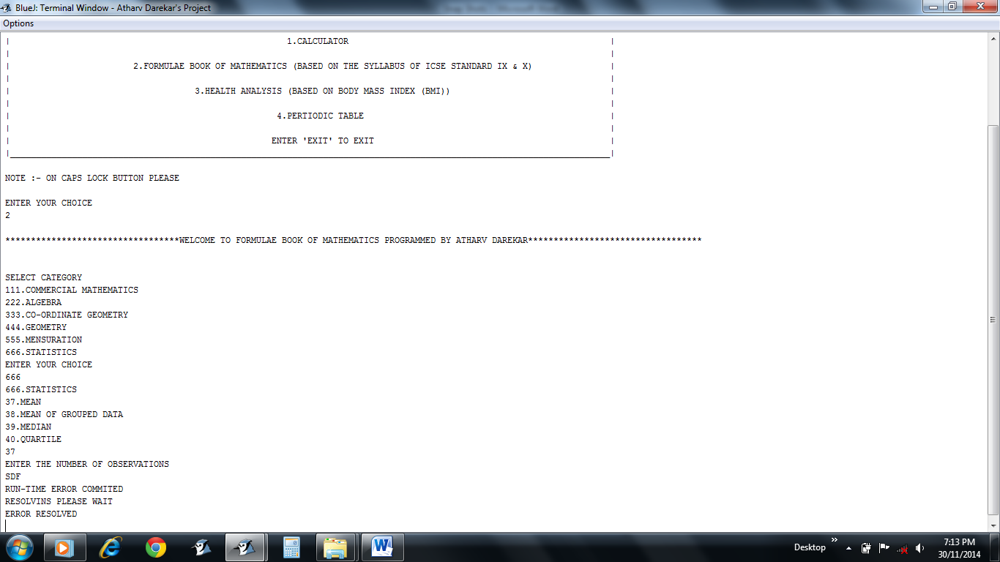 BlueJ: Terminal Window - Atharv Darekar's Project
Options
1.CALCULATOR
2.FORMULAE BOOK OF MATHEMATICS (BASED ON THE SYLLABUS OF ICSE STANDARD IX & X)
3.HEALTH ANALYSIS (BASED ON BODY MASS INDEX (BMI))
4.PERTIODIC TABLE
ENTER 'EXIT' TO EXIT
NOTE :- ON CAPS LOCK BUTTON PLEASE
ENTER YOUR CHOICE
2
**********************************WELCOME TO FORMULAE BOOK OF MATHEMATICS PROGRAMMED BY ATHARV DAREKAR**********************************
SELECT CATEGORY
111.COMMERCIAL MATHEMATICS
222.ALGEBRA
333.CO-ORDINATE GEOMETRY
444.GEOMETRY
555.MENSURATION
666.STATISTICS
ENTER YOUR CHOICE
666
666.STATISTICS
37.MEAN
38.MEAN OF GROUPED DATA
39.MEDIAN
40.QUARTILE
37
ENTER THE NUMBER OF OBSERVATIONS
SDF
RUN-TIME ERROR COMMITED
RESOLVINS PLEASE WAIT
ERROR RESOLVED
Desktop
7:13 PM
30/11/2014